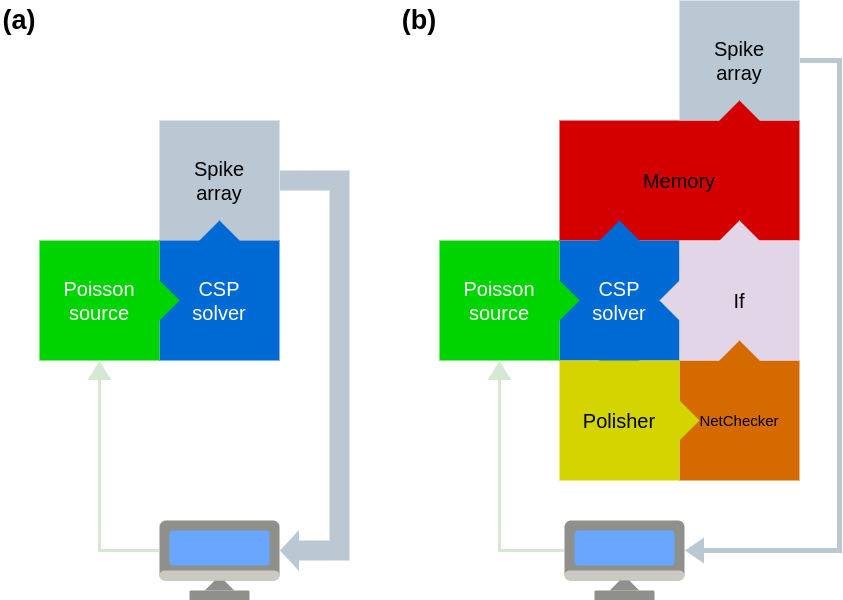 (a)
Spike
array
Poisson
source
CSP
solver
(b)
Spike
array
Memory
Poisson
source
CSP
solver
If
Polisher
NetChecker